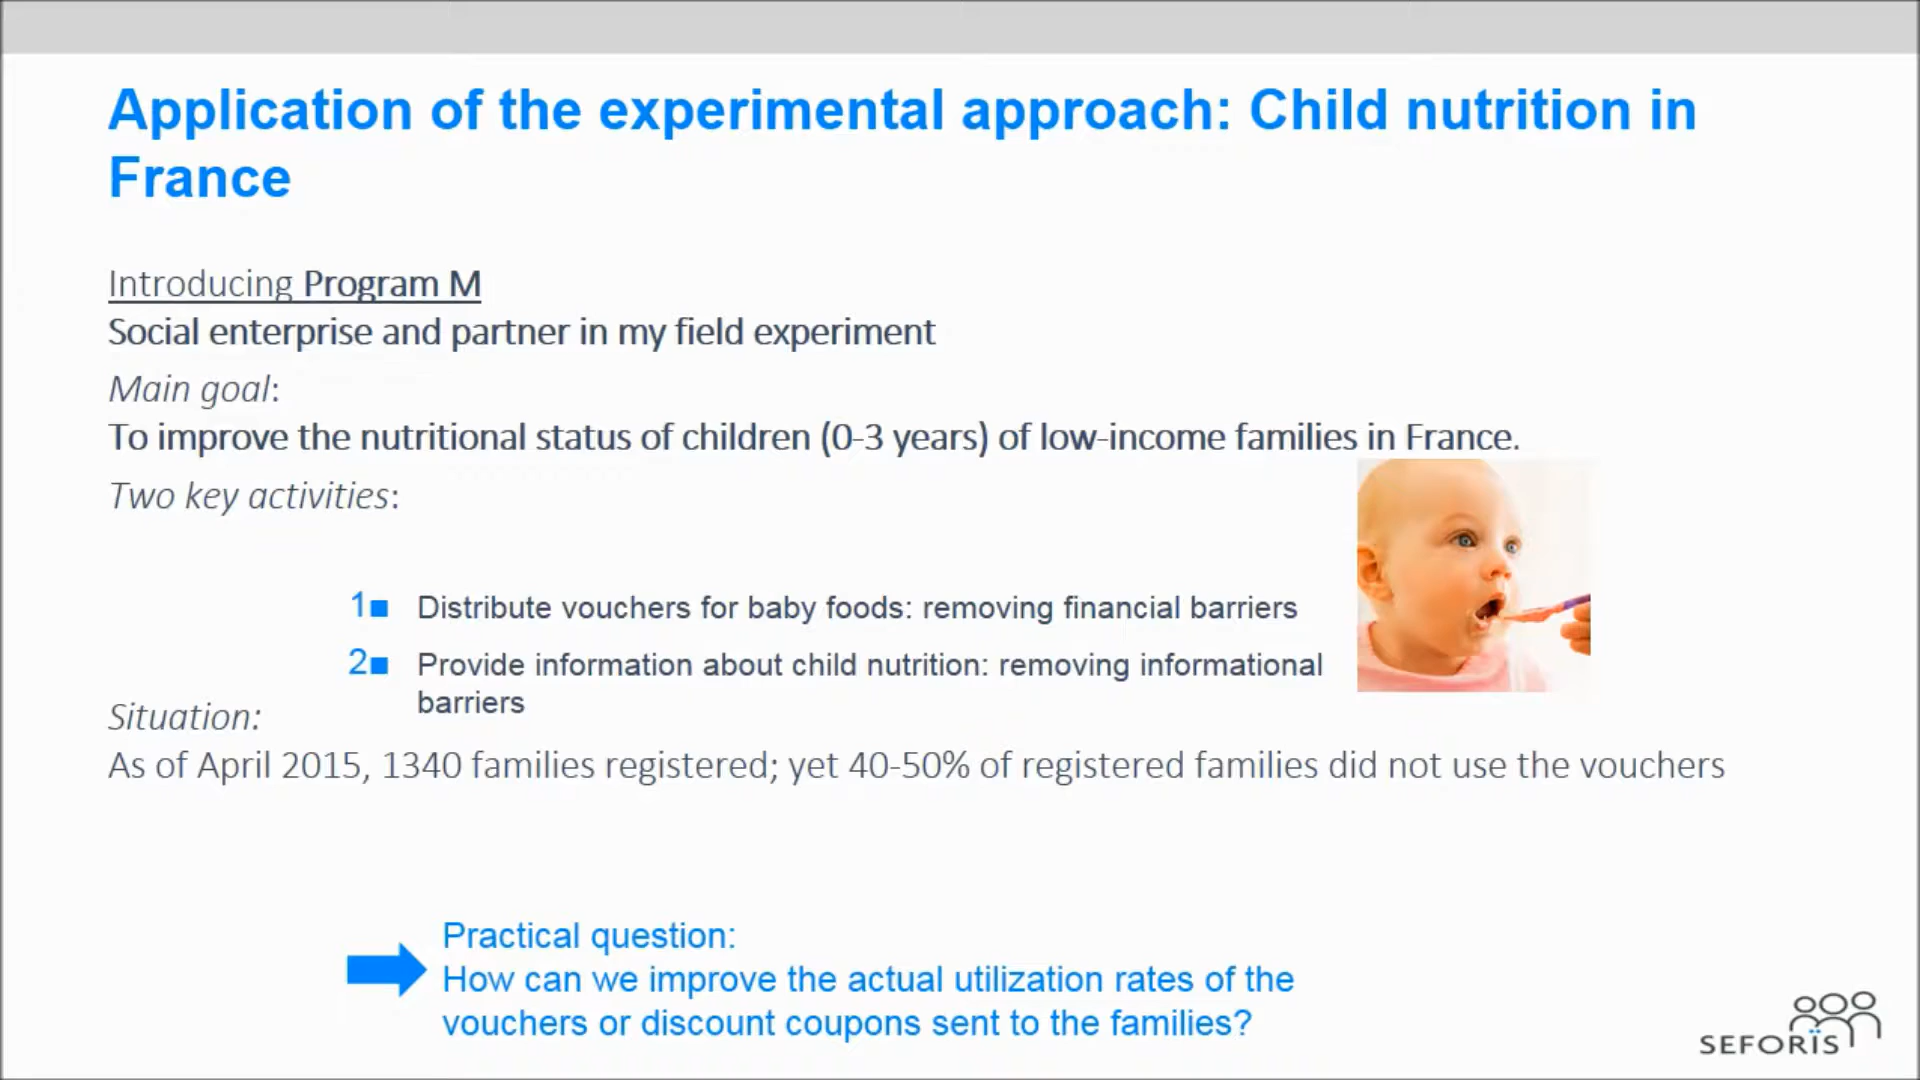 Application of the experimental approach: Child nutrition in
France
Introducing Program M
Social enterprise and partner in my field experiment
Main goal:
To improve the nutritional status of children (0-3 years) of low-income families in France.
Two key activities:
1■ Distribute vouchers for baby foods: removing financial barriers
2■ Provide information about child nutrition: removing informational
barriers
Situation:
As of April 2015, 1340 families registered; yet 40-50% of registered families did not use the vouchers
Practical question:
How can we improve the actual utilization rates of the
vouchers or discount coupons sent to the families?
SEFORÏS